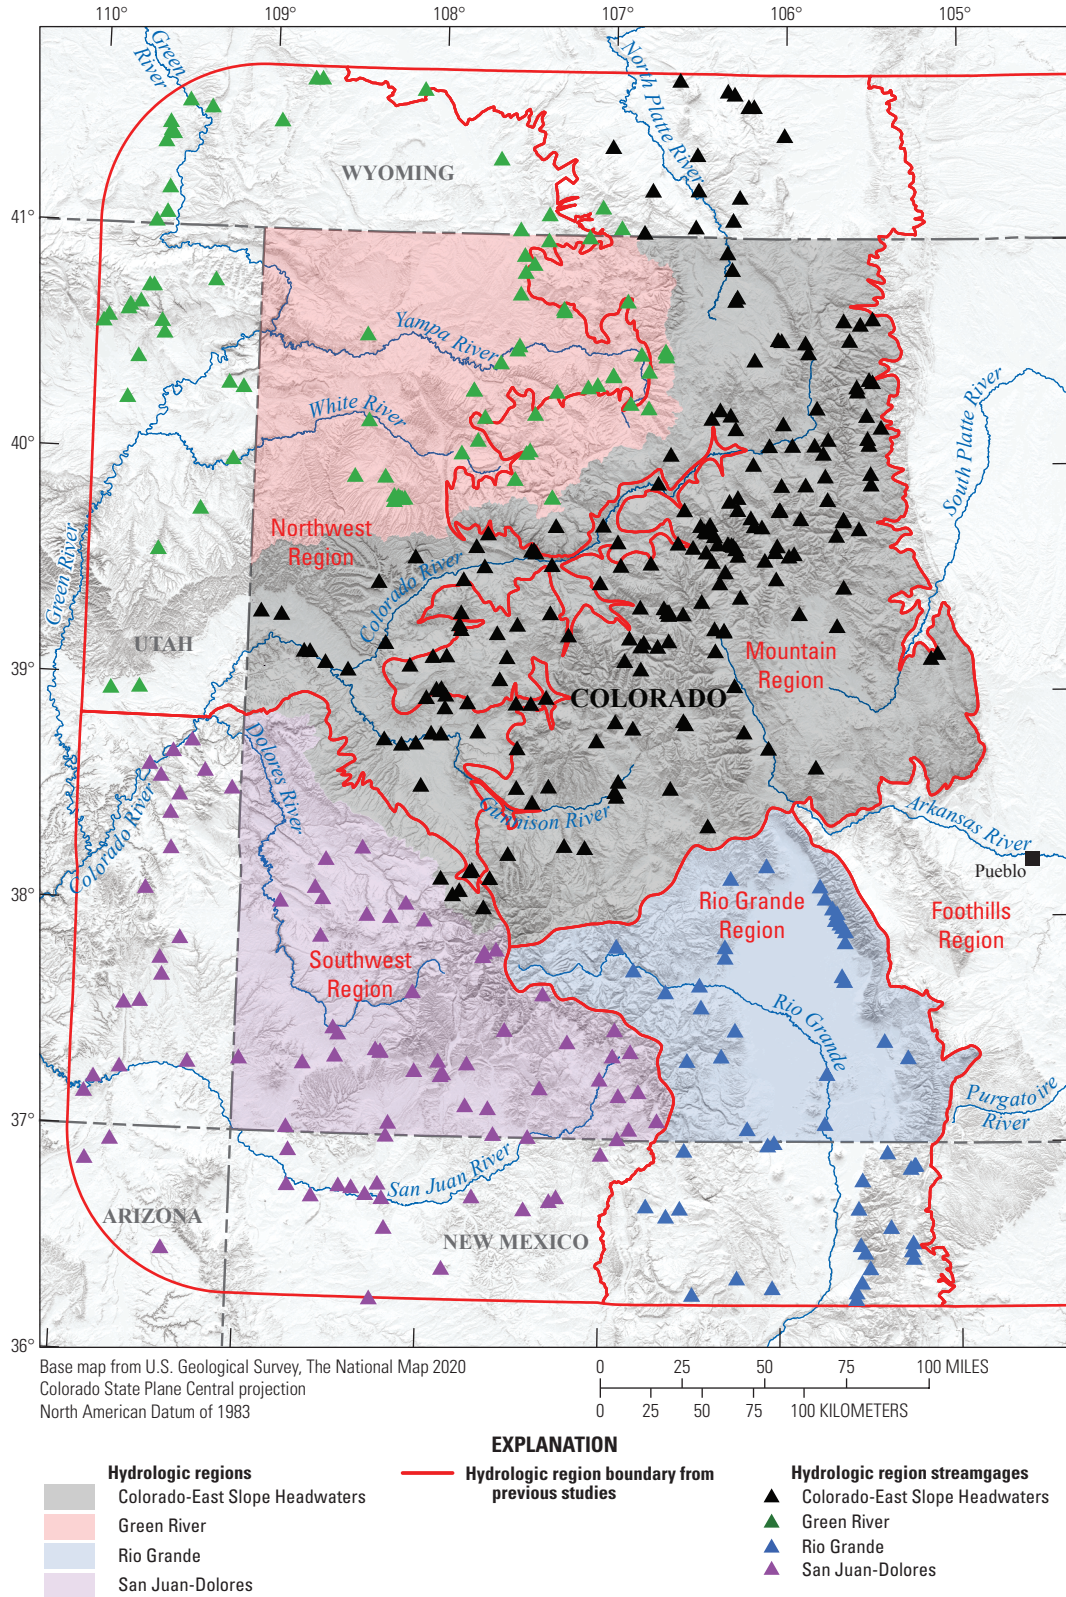 110°
109°
108°
107°
106°
105°
Green
River
North Platte River
WYOMING
41°
Yampa River
White River
40°
South Platte River
Northwest
Region
Green River
Colorado River
UTAH
39°
Mountain
Region
COLORADO
Dolores River
Colorado River
Gunnison River
Arkansas River
Pueblo
38°
Rio Grande
Region
Foothills
Region
Southwest
Region
Rio Grande
Purgatoire
River
37°
San Juan River
ARIZONA
NEW MEXICO
36°
Base map from U.S. Geological Survey, The National Map 2020
Colorado State Plane Central projection
North American Datum of 1983
0 25 50 75 100 MILES
0 25 50 75 100 KILOMETERS
EXPLANATION
Hydrologic regions
Colorado-East Slope Headwaters
Green River
Rio Grande
San Juan-Dolores
Hydrologic region boundary from
previous studies
Hydrologic region streamgages
Colorado-East Slope Headwaters
Green River
Rio Grande
San Juan-Dolores